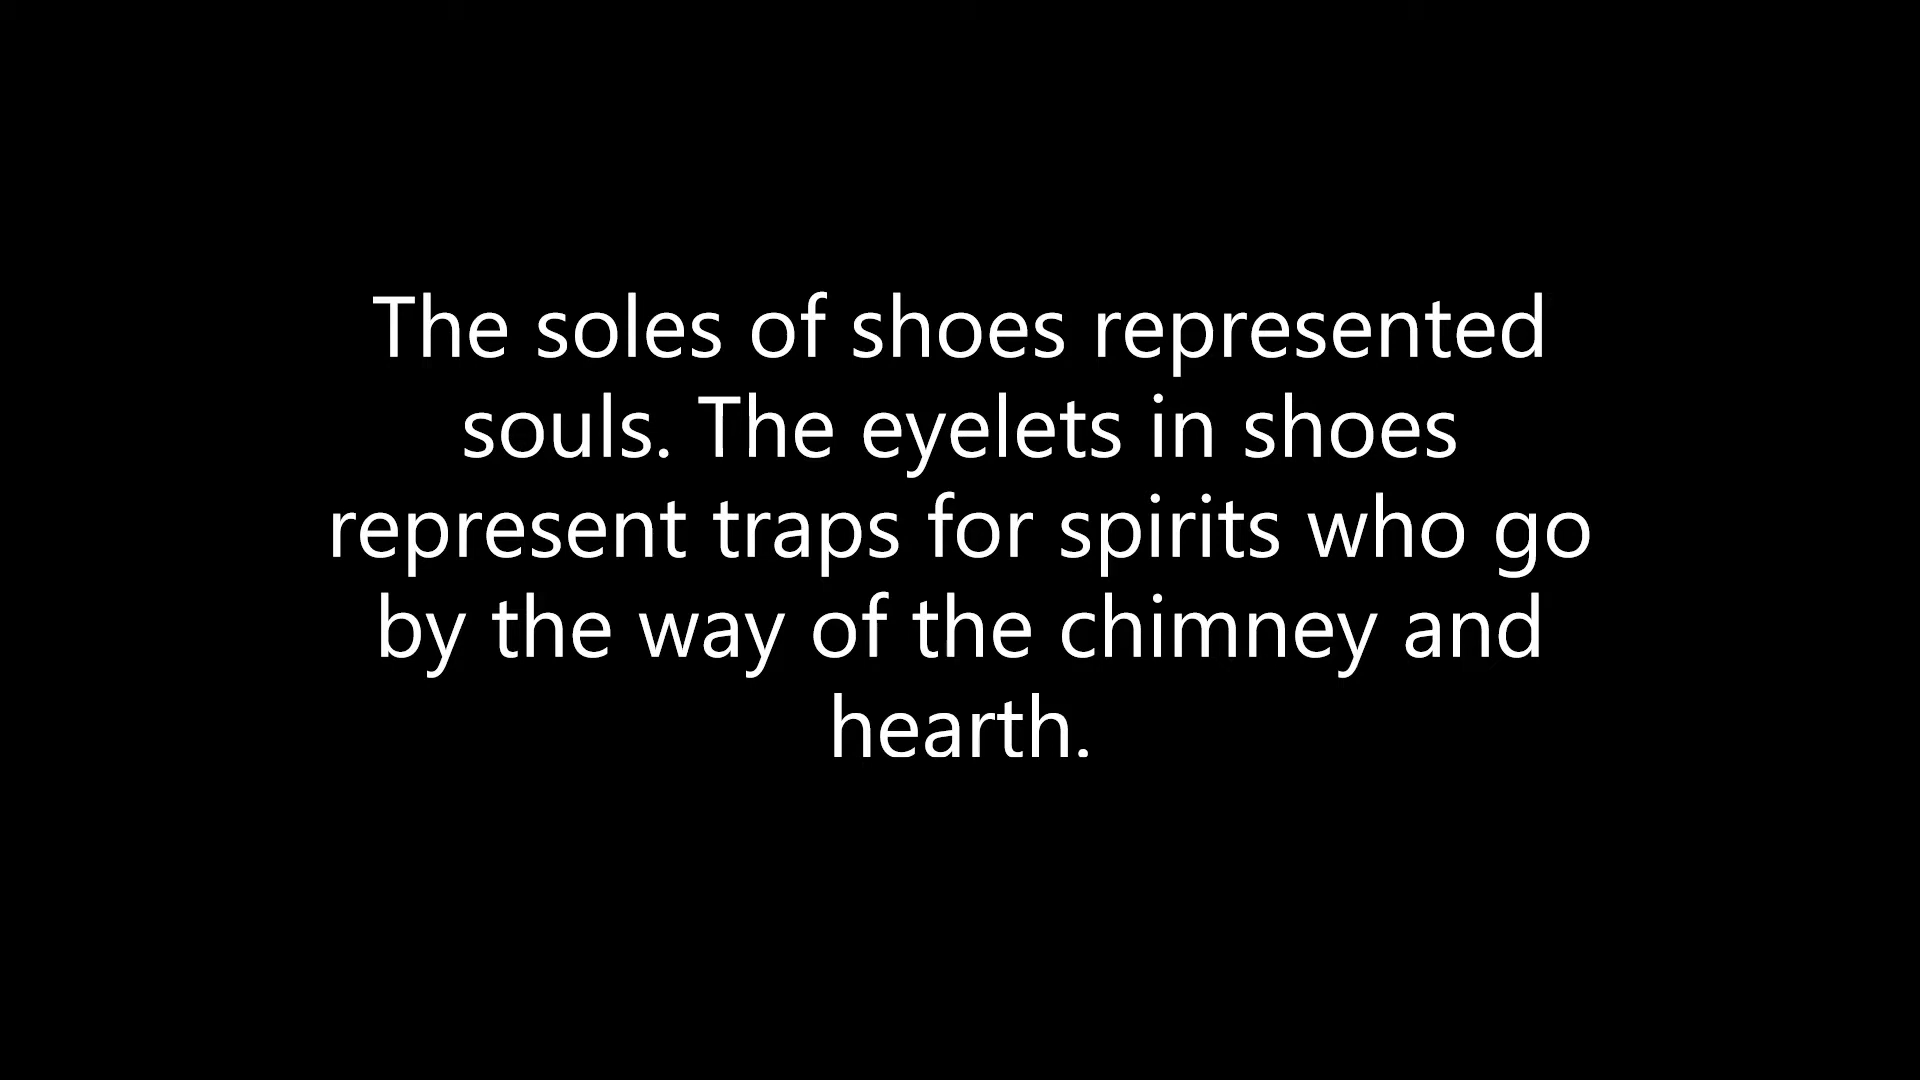 The soles of shoes represented
souls. The eyelets in shoes
represent traps for spirits who go
by the way of the chimney and
hearth.